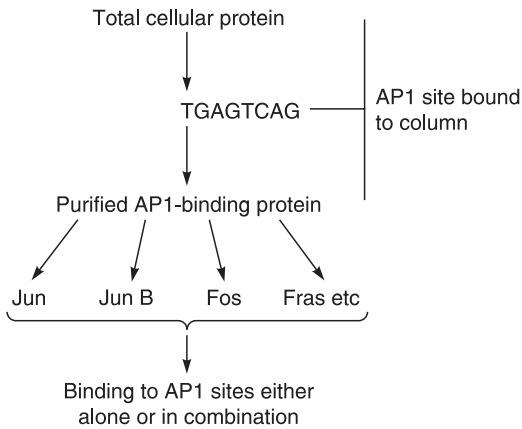 Total cellular protein
TGAGTCAG
AP1 site bound
to column
Purified AP1-binding protein
Jun
Jun B
Fos
Fras etc
Binding to AP1 sites either
alone or in combination